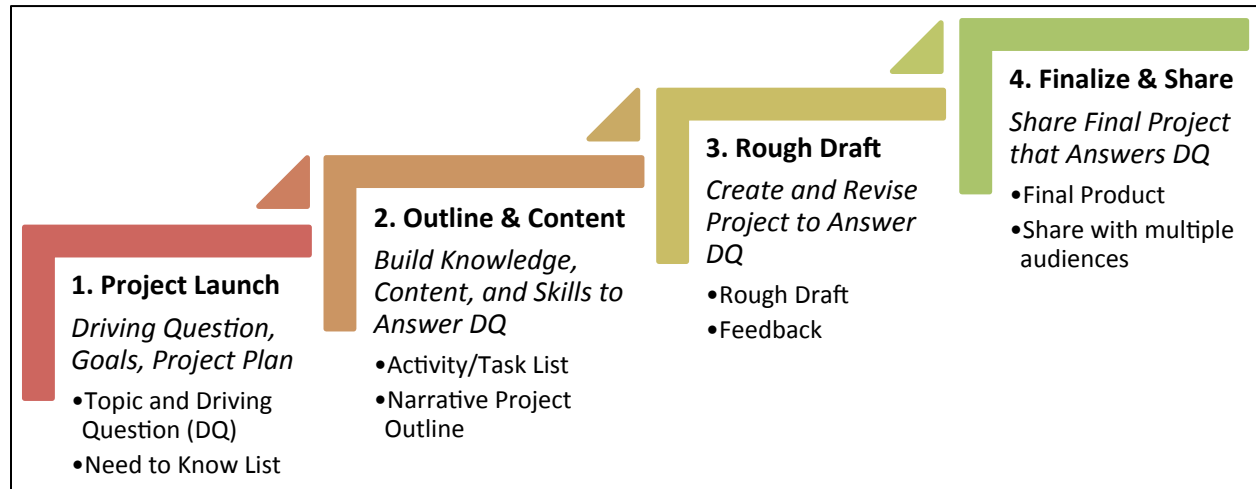 1. Project Launch
Driving Question,
Goals, Project Plan
•Topic and Driving
Question (DQ)
•Need to Know List
2. Outline & Content
Build Knowledge,
Content, and Skills to
Answer DQ
•Activity/Task List
•Narrative Project
Outline
3. Rough Draft
Create and Revise
Project to Answer
DQ
•Rough Draft
•Feedback
4. Finalize & Share
Share Final Project
that Answers DQ
•Final Product
•Share with multiple
audiences